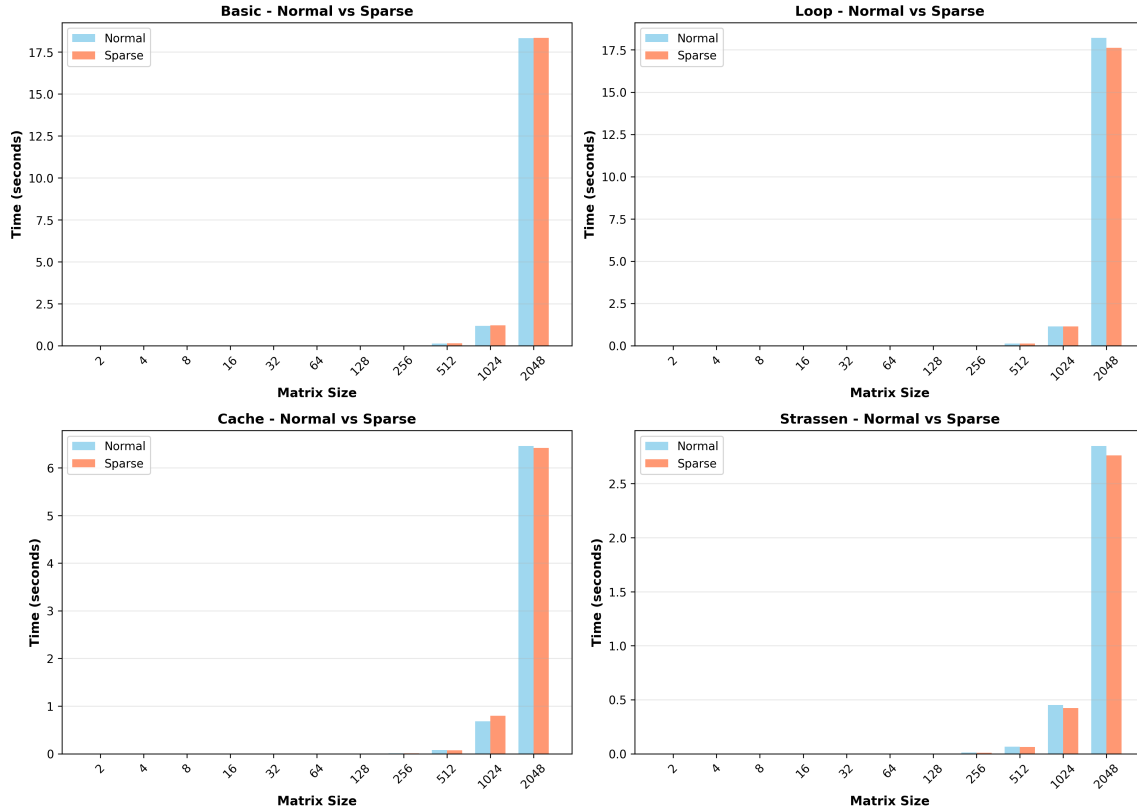 Basic - Normal vs Sparse
Normal
Sparse
Time (seconds)
17.5
15.0
12.5
10.0
7.5
5.0
2.5
0.0
2 4 8 16 32 64 128 256 512 1024 2048
Matrix Size
Loop - Normal vs Sparse
Normal
Sparse
Time (seconds)
17.5
15.0
12.5
10.0
7.5
5.0
2.5
0.0
2 4 8 16 32 64 128 256 512 1024 2048
Matrix Size
Cache - Normal vs Sparse
Normal
Sparse
Time (seconds)
6
5
4
3
2
1
0
2 4 8 16 32 64 128 256 512 1024 2048
Matrix Size
Strassen - Normal vs Sparse
Normal
Sparse
Time (seconds)
2.5
2.0
1.5
1.0
0.5
0.0
2 4 8 16 32 64 128 256 512 1024 2048
Matrix Size